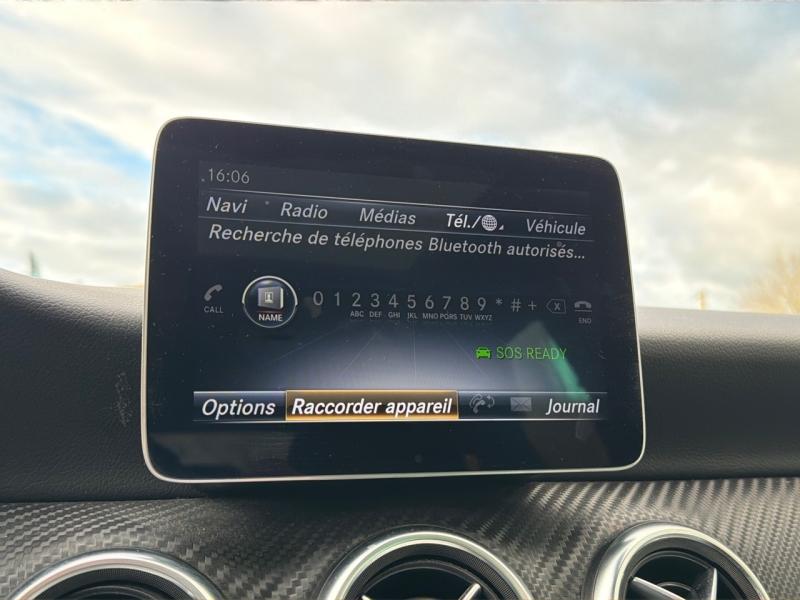 16:06
Navi Radio Médias Tél./ Véhicule
Recherche de téléphones Bluetooth autorisés...
CALL NAME 0 1 2 3 4 5 6 7 8 9 * # + X END
ABC DEF GHI JKL MNO PQRS TUV WXYZ
SOS READY
Options Raccorder appareil Journal